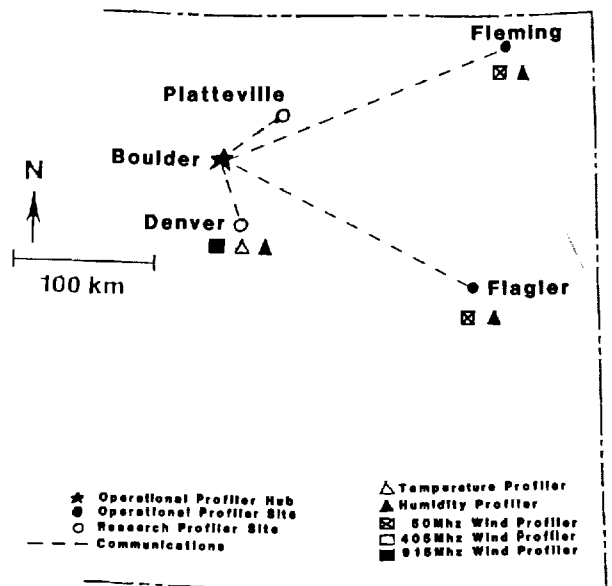 Fleming
Platteville
Boulder
N
Denver
100 km
Flagler
Operational Profiler Hub
Operational Profiler Site
Research Profiler Site
Communications
Temperature Profiler
Humidity Profiler
50Mhz Wind Profiler
405Mhz Wind Profiler
915Mhz Wind Profiler